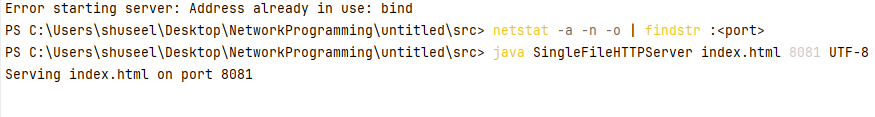 Error starting server: Address already in use: bind
PS C:\Users\shuseel\Desktop\NetworkProgramming\untitled\src> netstat -a -n -o | findstr :<port>
PS C:\Users\shuseel\Desktop\NetworkProgramming\untitled\src> java SingleFileHTTPServer index.html 8081 UTF-8
Serving index.html on port 8081